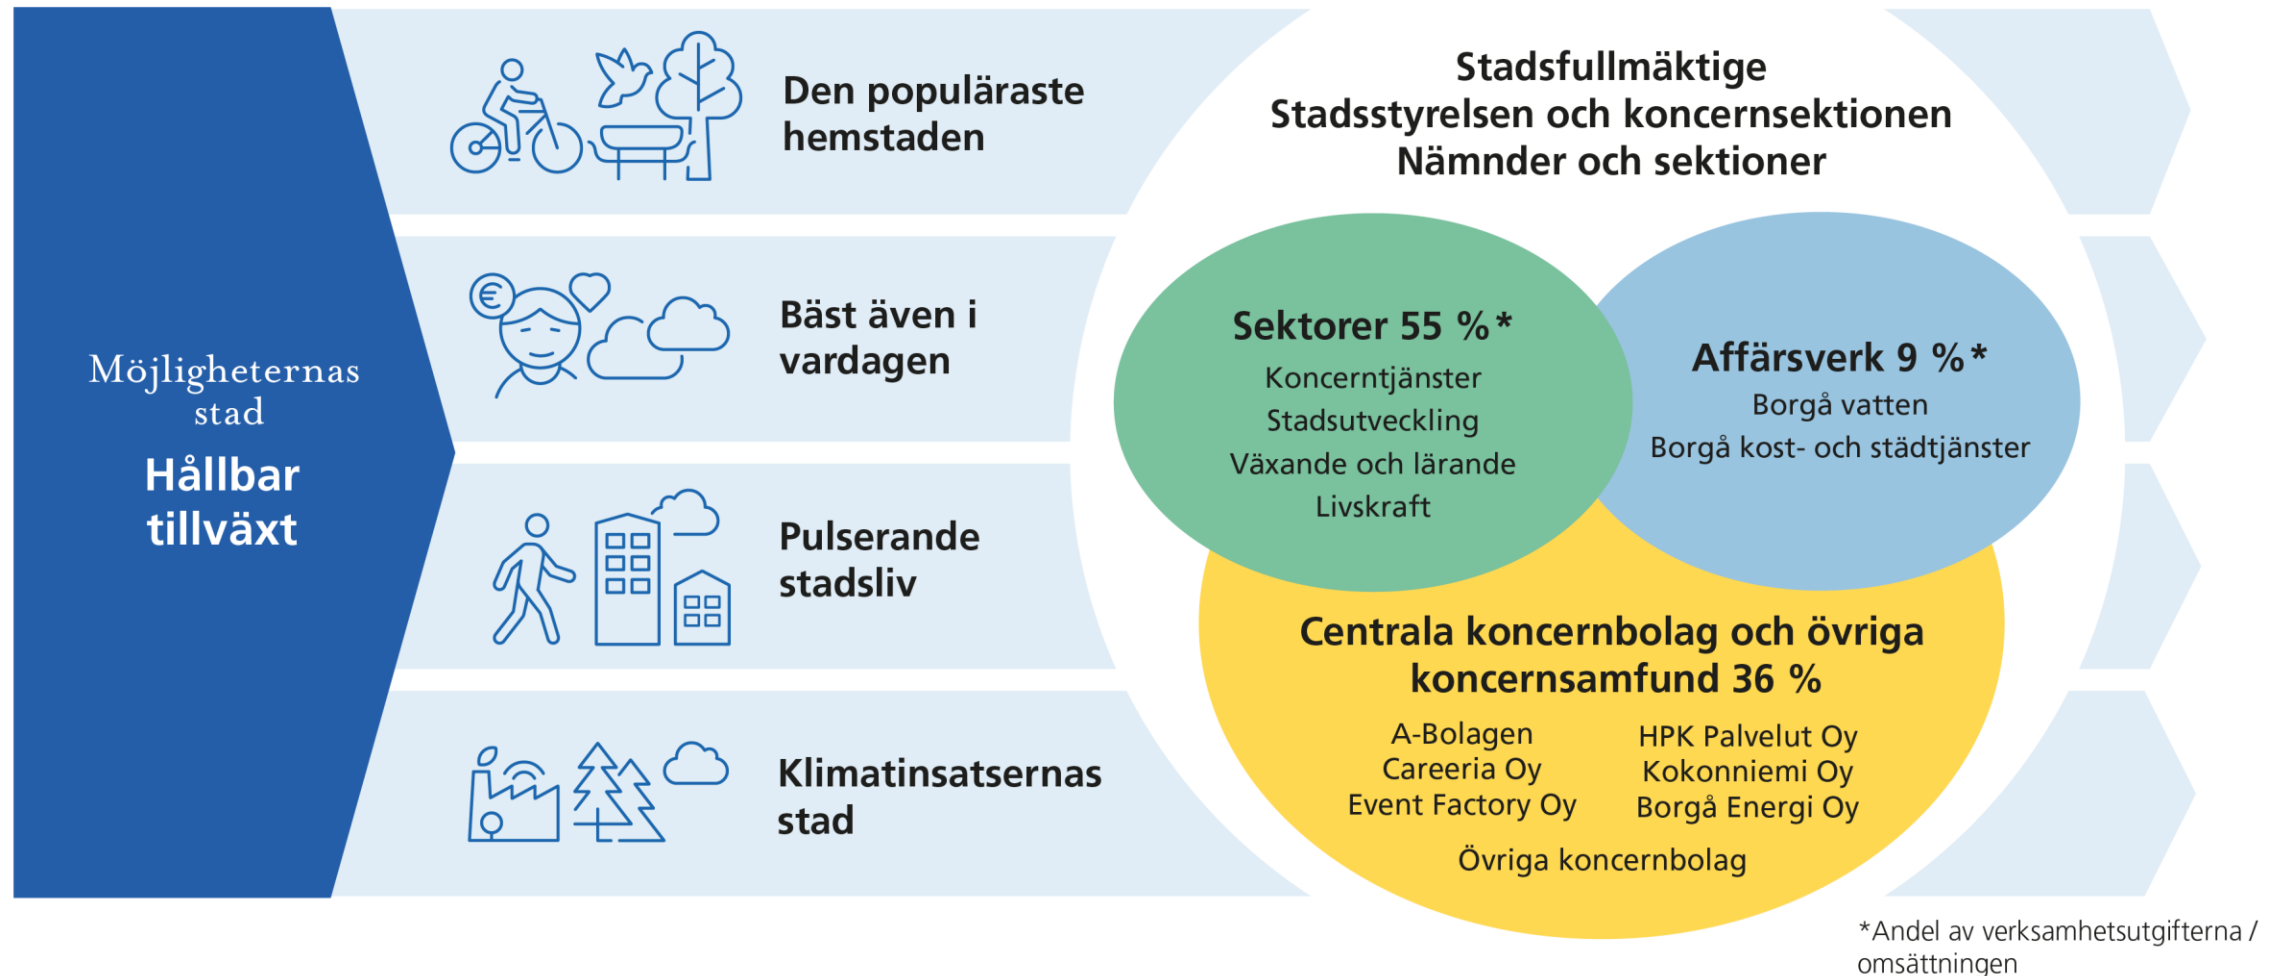 Möjligheternas
stad
Hållbar
tillväxt
Den populäraste
hemstaden
Bäst även i
vardagen
Pulserande
stadsliv
Klimatinsatsernas
stad
Stadsfullmäktige
Stadsstyrelsen och koncernsektionen
Nämnder och sektioner
Sektorer 55 %*
Koncerntjänster
Stadsutveckling
Växande och lärande
Livskraft
Affärsverk 9 %*
Borgå vatten
Borgå kost- och städtjänster
Centrala koncernbolag och övriga
koncernsamfund 36 %
A-Bolagen
Careeria Oy
Event Factory Oy
HPK Palvelut Oy
Kokonniemi Oy
Borgå Energi Oy
Övriga koncernbolag
*Andel av verksamhetsutgifterna /
omsättningen